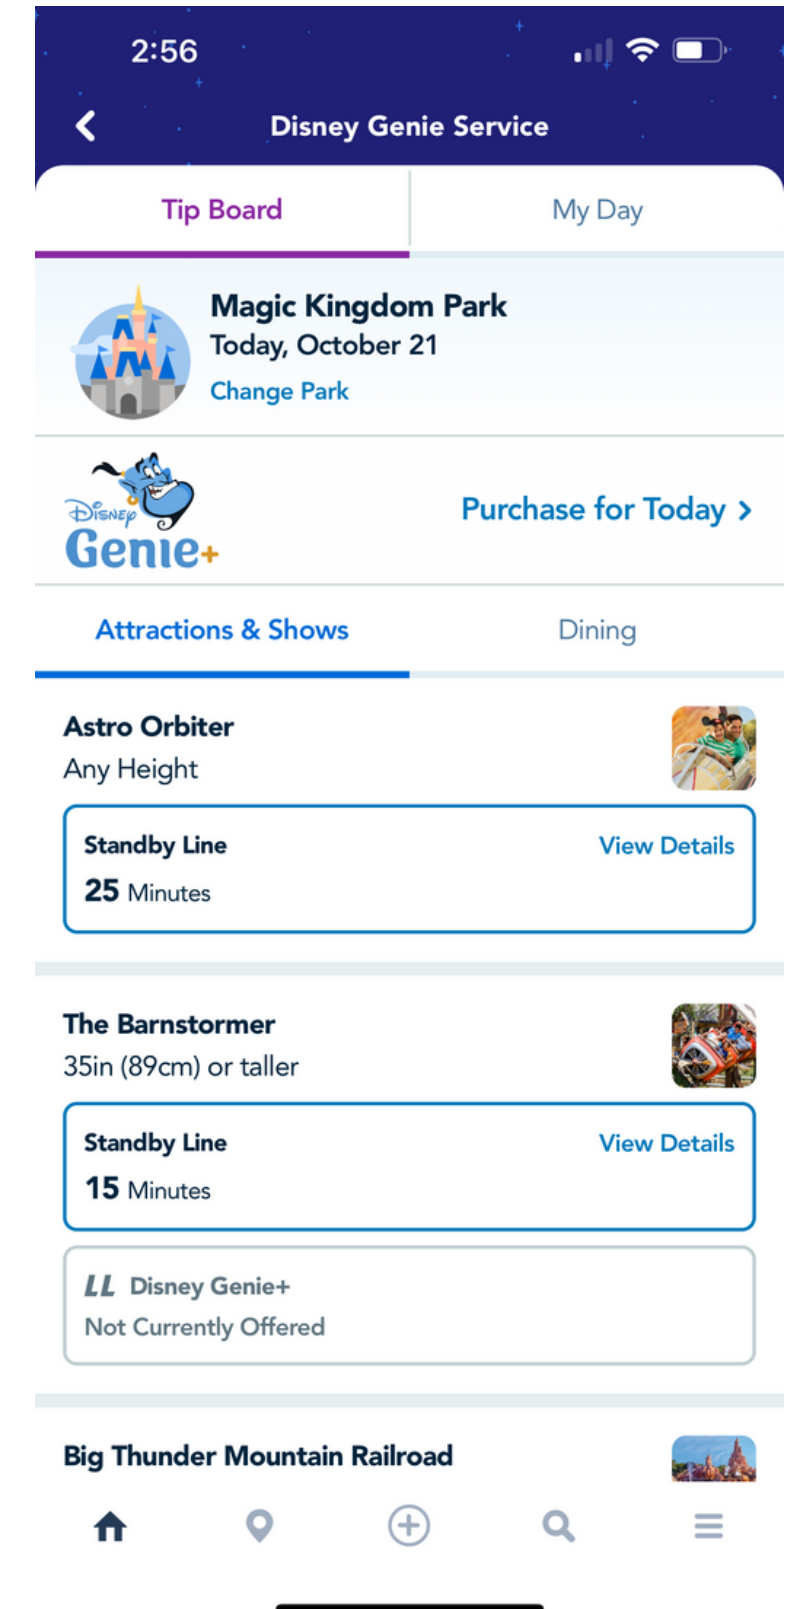 2:56
Disney Genie Service
Tip Board
My Day
Magic Kingdom Park
Today, October 21
Change Park
Disney
Genie+
Purchase for Today >
Attractions & Shows
Dining
Astro Orbiter
Any Height
Standby Line
View Details
25 Minutes
The Barnstormer
35in (89cm) or taller
Standby Line
View Details
15 Minutes
LL Disney Genie+
Not Currently Offered
Big Thunder Mountain Railroad